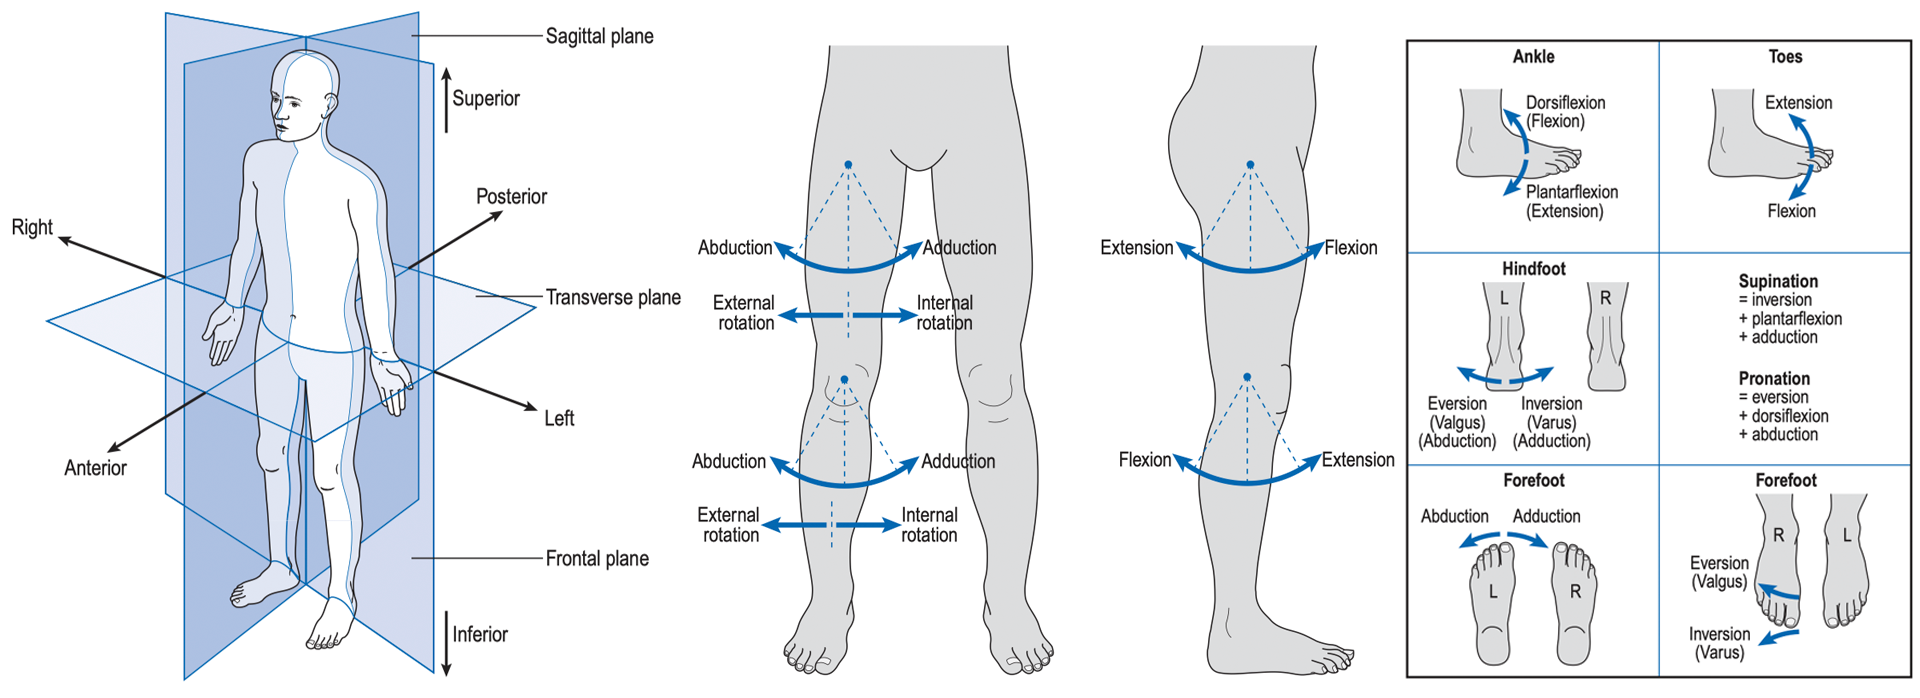 Sagittal plane
Superior
Posterior
Right
Transverse plane
Left
Anterior
Frontal plane
Inferior
Abduction
Adduction
External
rotation
Internal
rotation
Abduction
Adduction
External
rotation
Internal
rotation
Extension
Flexion
Flexion
Extension
Ankle
Dorsiflexion
(Flexion)
Plantarflexion
(Extension)
Toes
Extension
Flexion
Hindfoot
L
R
Eversion
(Valgus)
(Abduction)
Inversion
(Varus)
(Adduction)
Supination
= inversion
+ plantarflexion
+ adduction
Pronation
= eversion
+ dorsiflexion
+ abduction
Forefoot
Abduction
Adduction
L
R
Forefoot
R
L
Eversion
(Valgus)
Inversion
(Varus)